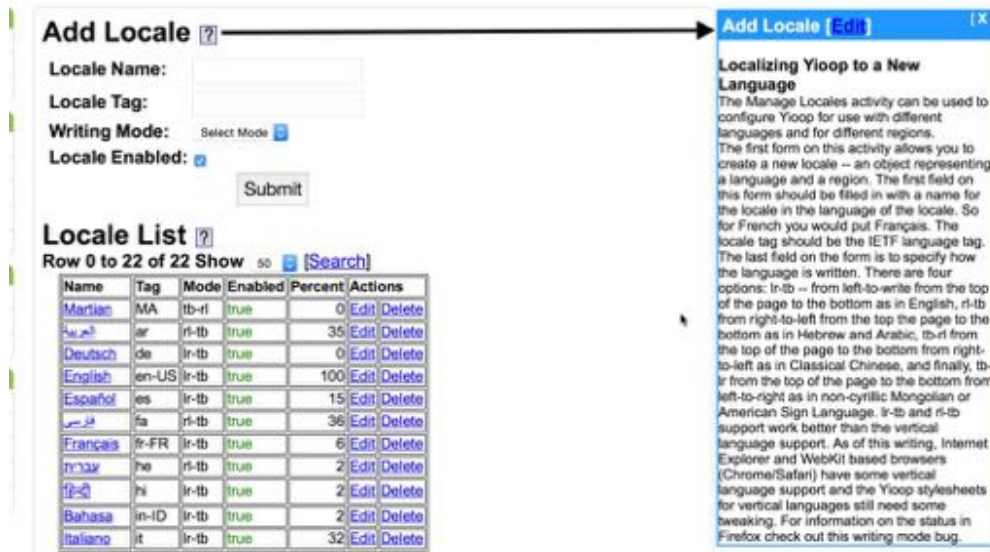 Add Locale [?]
Locale Name:
Locale Tag:
Writing Mode: Select Mode
Locale Enabled:
Submit
Locale List [?]
Row 0 to 22 of 22 Show 50 [Search]
Name Tag Mode Enabled Percent Actions
Martian MA tb-rl true 0 Edit Delete
العربية ar rl-tb true 35 Edit Delete
Deutsch de lr-tb true 0 Edit Delete
English en-US lr-tb true 100 Edit Delete
Español es lr-tb true 15 Edit Delete
فارسی fa rl-tb true 36 Edit Delete
Français fr-FR lr-tb true 6 Edit Delete
עברית he rl-tb true 2 Edit Delete
हिन्दी hi lr-tb true 2 Edit Delete
Bahasa in-ID lr-tb true 2 Edit Delete
Italiano it lr-tb true 32 Edit Delete
Add Locale [Edit] [X
Localizing Yioop to a New
Language
The Manage Locales activity can be used to
configure Yioop for use with different
languages and for different regions.
The first form on this activity allows you to
create a new locale -- an object representing
a language and a region. The first field on
this form should be filled in with a name for
the locale in the language of the locale. So
for French you would put Français. The
locale tag should be the IETF language tag.
The last field on the form is to specify how
the language is written. There are four
options: lr-tb -- from left-to-write from the top
of the page to the bottom as in English, rl-tb
from right-to-left from the top the page to the
bottom as in Hebrew and Arabic, tb-rl from
the top of the page to the bottom from right-
to-left as in Classical Chinese, and finally, tb-
lr from the top of the page to the bottom from
left-to-right as in non-cyrillic Mongolian or
American Sign Language. lr-tb and rl-tb
support work better than the vertical
language support. As of this writing, Internet
Explorer and WebKit based browsers
(Chrome/Safari) have some vertical
language support and the Yioop stylesheets
for vertical languages still need some
tweaking. For information on the status in
Firefox check out this writing mode bug.